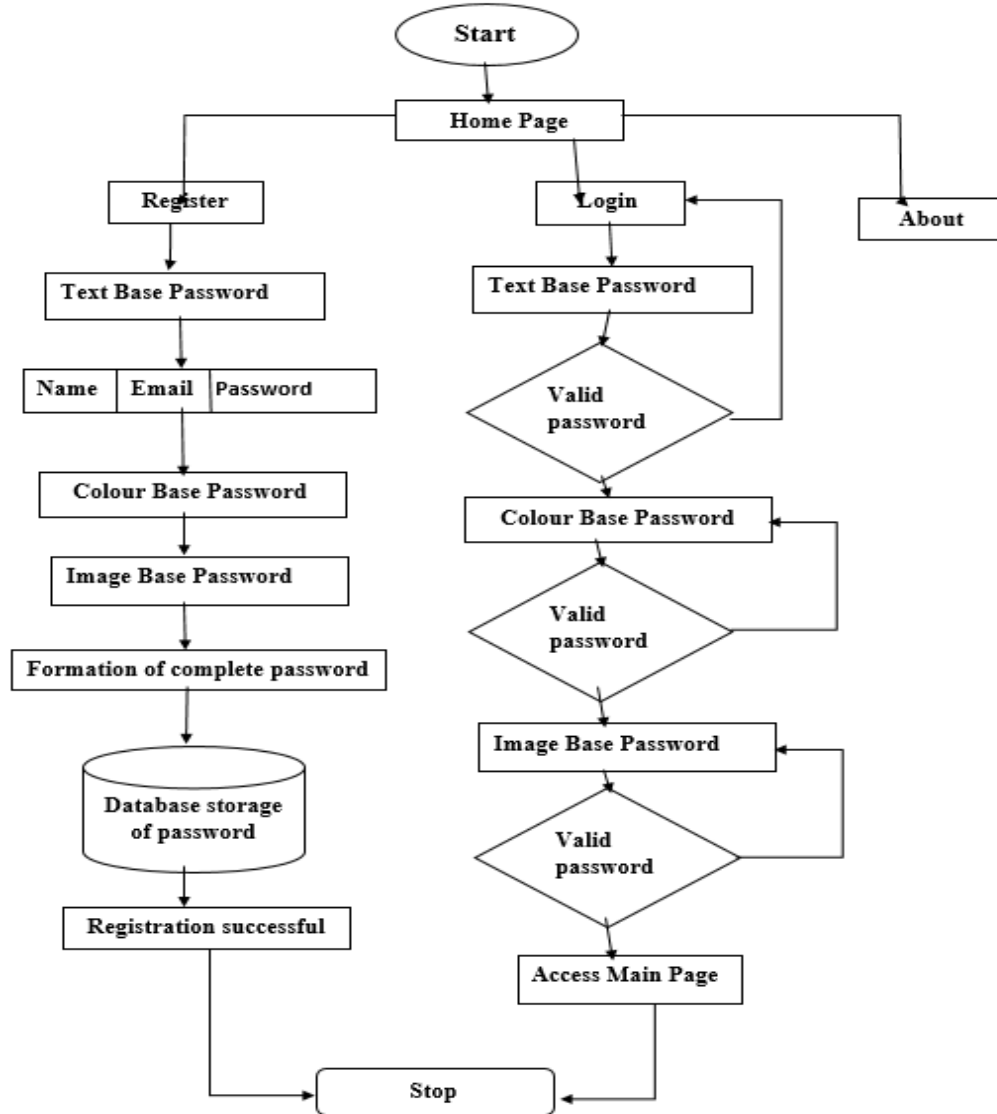 Start
Home Page
Register
Login
About
Text Base Password
Text Base Password
Name Email Password
Valid
password
Colour Base Password
Colour Base Password
Image Base Password
Valid
password
Formation of complete password
Image Base Password
Database storage
of password
Valid
password
Registration successful
Access Main Page
Stop